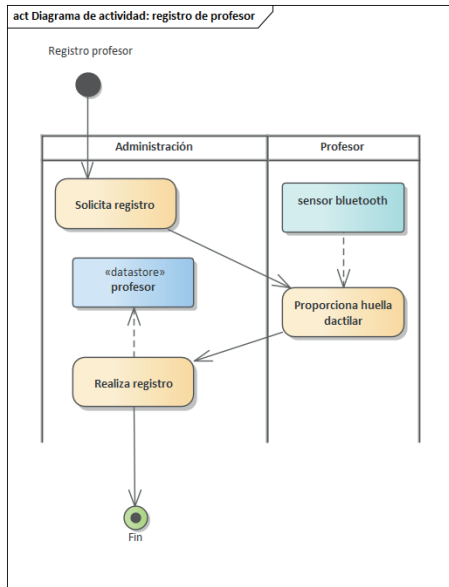 act Diagrama de actividad: registro de profesor
Registro profesor
Administración
Profesor
Solicita registro
sensor bluetooth
«datastore»
profesor
Proporciona huella
dactilar
Realiza registro
Fin